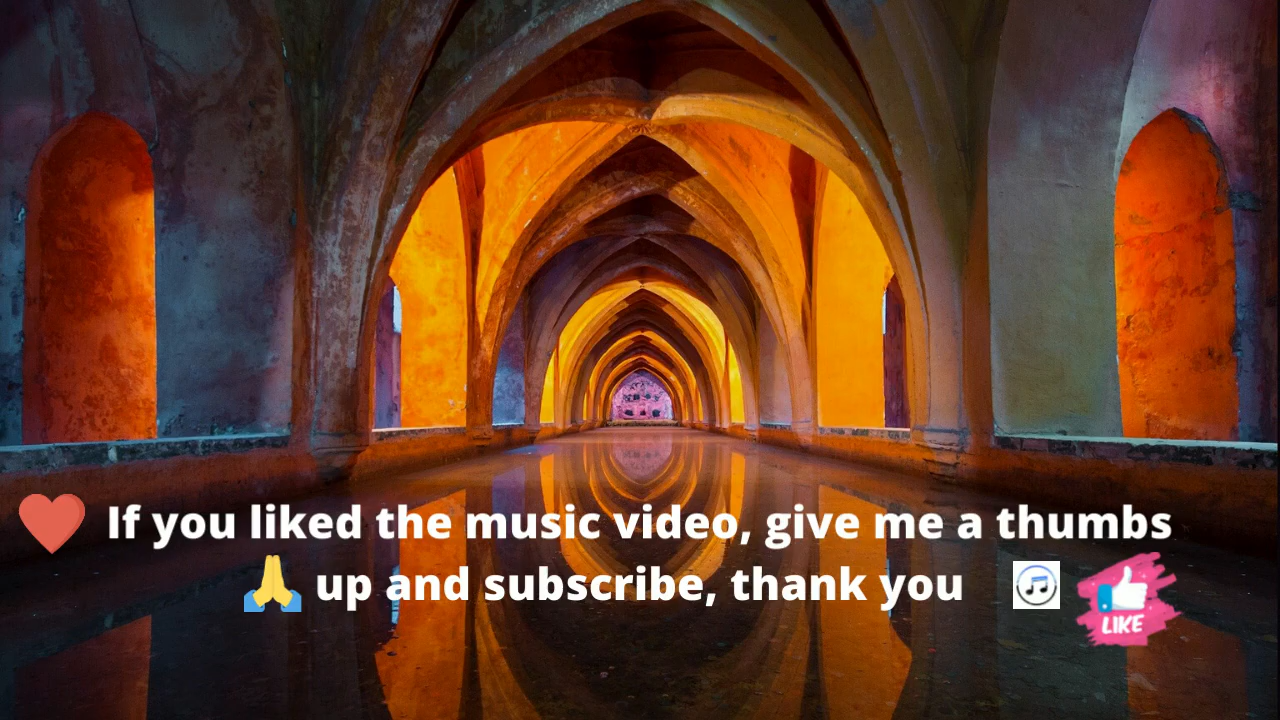 If you liked the music video, give me a thumbs
up and subscribe, thank you
LIKE